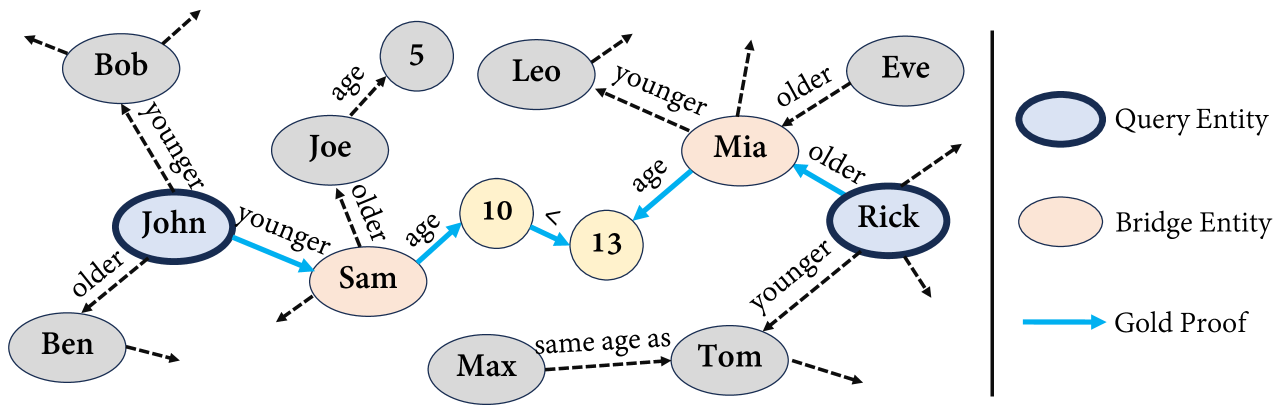 Bob
5
Leo
Eve
age
younger
older
younger
Joe
Mia
Query Entity
older
John
younger
older
age
10
<
13
older
Rick
age
Sam
Bridge Entity
older
younger
Ben
Max
same age as
Tom
Gold Proof